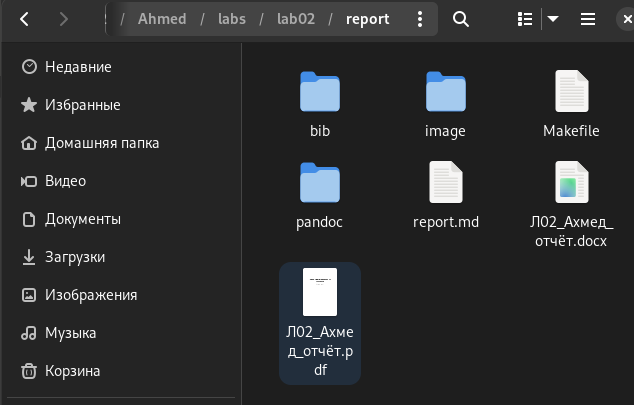 / Ahmed / labs / lab02 / report
Недавние
Избранные
Домашняя папка
Видео
Документы
Загрузки
Изображения
Музыка
Корзина
bib
image
Makefile
pandoc
report.md
Л02_Ахмед_
отчёт.docx
Л02_Ахме
д_отчёт.p
df